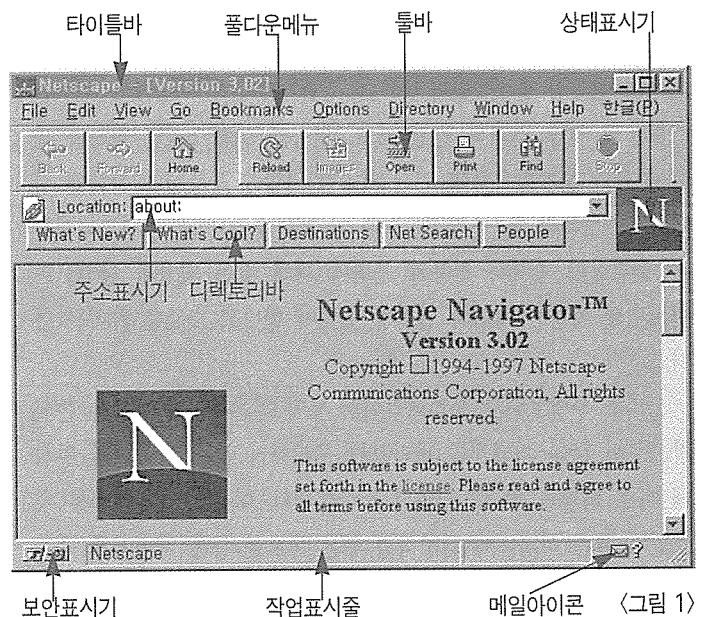 타이틀바 풀다운메뉴 툴바 상태표시기
Netscape - [Version 3.02]
File Edit View Go Bookmarks Options Directory Window Help 한글(P)
Back Forward Home Reload Images Open Print Find Stop
Location: about:
N
What's New? What's Cool? Destinations Net Search People
주소표시기 디렉토리바
Netscape Navigator™
Version 3.02
Copyright □1994-1997 Netscape
Communications Corporation, All rights
reserved.
N
This software is subject to the license agreement
set forth in the license. Please read and agree to
all terms before using this software.
Netscape
?
보안표시기 작업표시줄 메일아이콘 〈그림 1〉